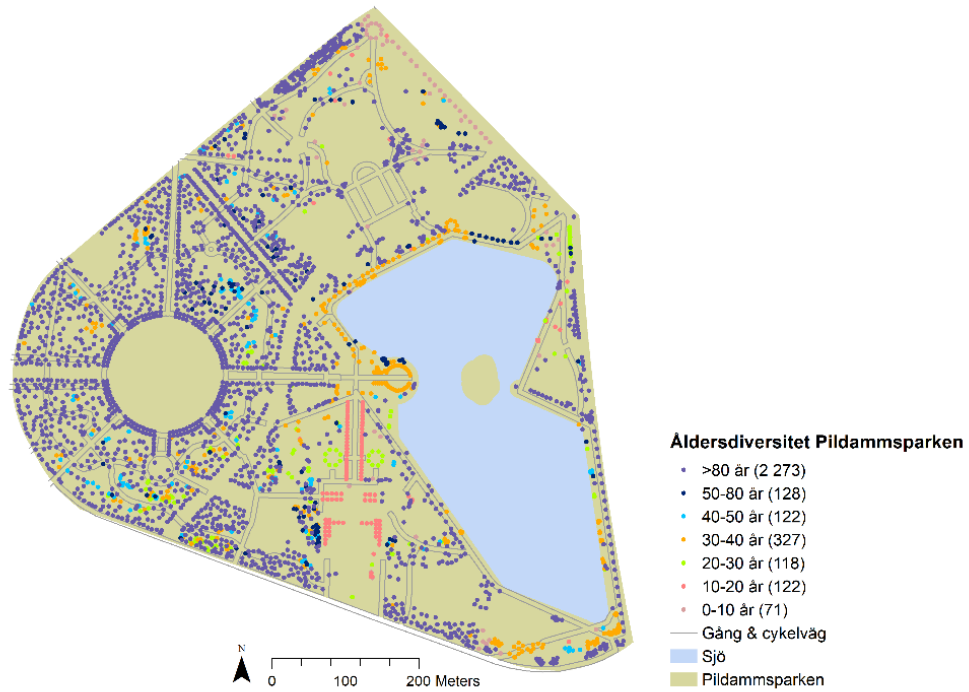 Åldersdiversitet Pildammsparken
>80 år (2 273)
50-80 år (128)
40-50 år (122)
30-40 år (327)
20-30 år (118)
10-20 år (122)
0-10 år (71)
Gång & cykelväg
Sjö
Pildammsparken
N
0 100 200 Meters